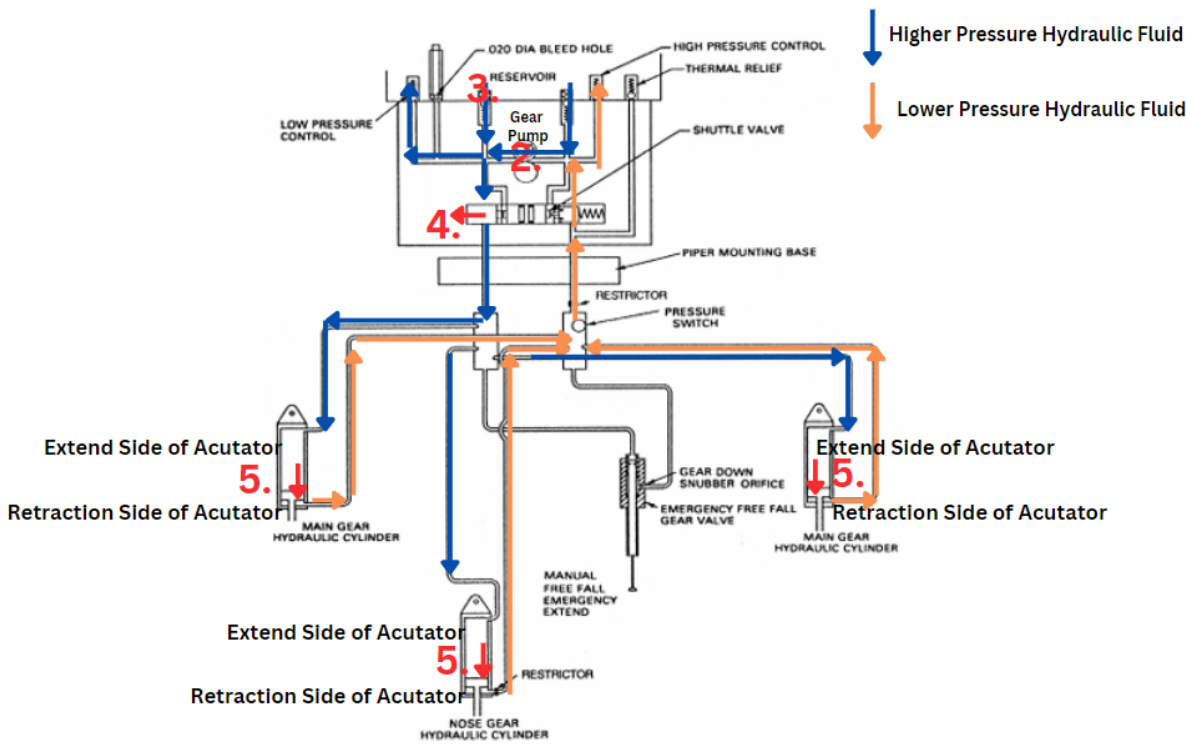 Higher Pressure Hydraulic Fluid
Lower Pressure Hydraulic Fluid
.020 DIA BLEED HOLE
HIGH PRESSURE CONTROL
THERMAL RELIEF
3.
RESERVOIR
LOW PRESSURE
CONTROL
Gear
Pump
2.
SHUTTLE VALVE
4.
PIPER MOUNTING BASE
RESTRICTOR
PRESSURE
SWITCH
Extend Side of Acutator
5.
Retraction Side of Acutator
MAIN GEAR
HYDRAULIC CYLINDER
GEAR DOWN
SNUBBER ORIFICE
EMERGENCY FREE FALL
GEAR VALVE
Extend Side of Acutator
5.
Retraction Side of Acutator
MAIN GEAR
HYDRAULIC CYLINDER
MANUAL
FREE FALL
EMERGENCY
EXTEND
Extend Side of Acutator
5.
RESTRICTOR
Retraction Side of Acutator
NOSE GEAR
HYDRAULIC CYLINDER